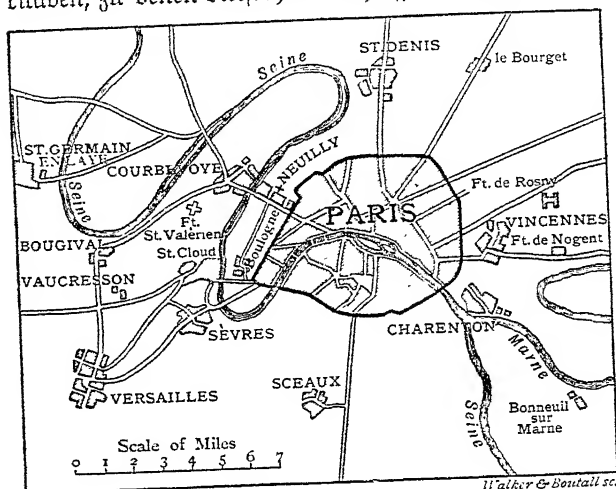 Seine
ST DENIS
le Bourget
ST. GERMAIN
EN LAYE
Seine
COURBEVOYE
NEUILLY
Ft. de Rosny
PARIS
VINCENNES
Ft.
St. Valérien
Boulogne
BOUGIVAL
St. Cloud
Ft. de Nogent
VAUCRESSON
SÈVRES
CHARENTON
Marne
VERSAILLES
SCEAUX
Seine
Bonneuil
sur
Marne
Scale of Miles
0 1 2 3 4 5 6 7
Walker & Boutall sc.